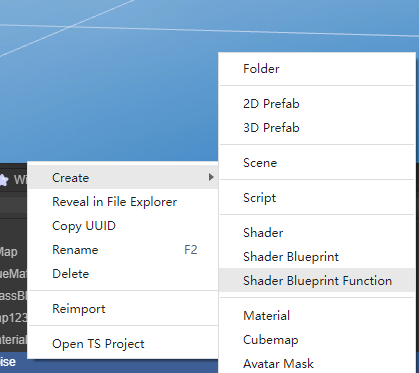 Folder
2D Prefab
3D Prefab
Scene
Script
Shader
Shader Blueprint
Shader Blueprint Function
Material
Cubemap
Avatar Mask
Create
Reveal in File Explorer
Copy UUID
Rename F2
Delete
Reimport
Open TS Project
Wi
Map
ueMat
assBl
ap123
aterial
ise